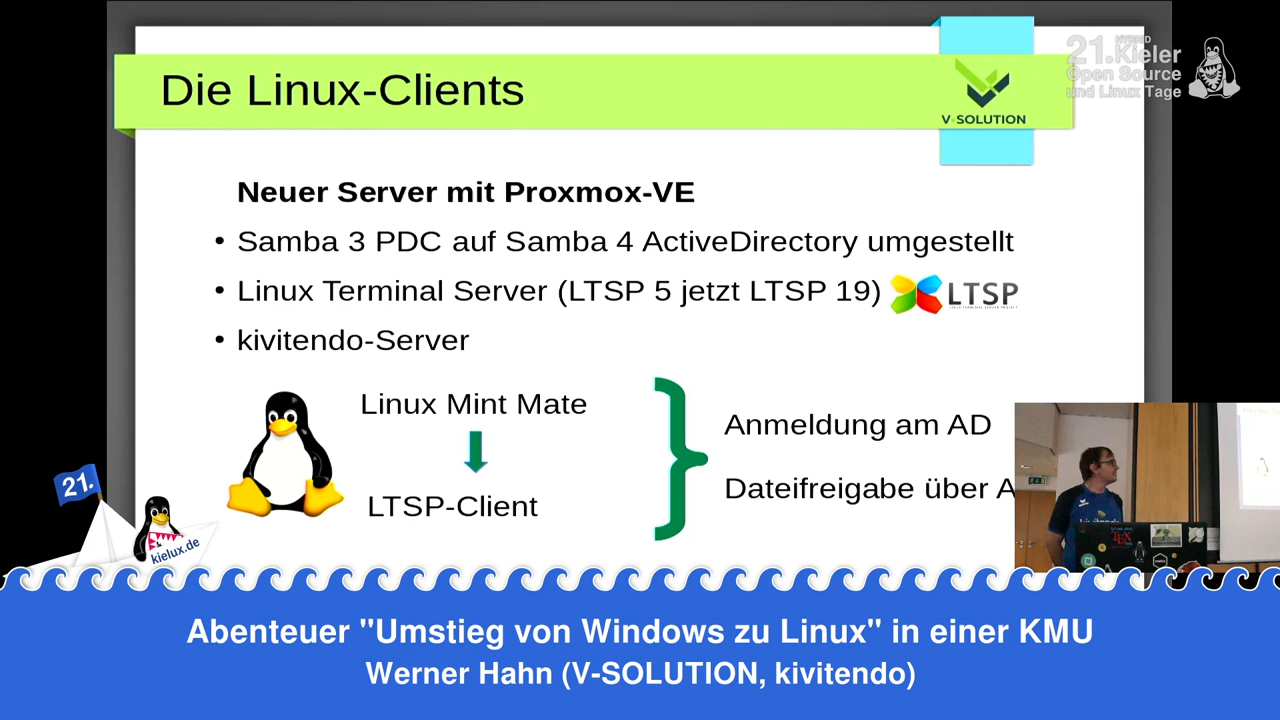 Die Linux-Clients
V-SOLUTION
HYBRID
21.Kieler
Open Source
und Linux Tage
Neuer Server mit Proxmox-VE
• Samba 3 PDC auf Samba 4 ActiveDirectory umgestellt
• Linux Terminal Server (LTSP 5 jetzt LTSP 19)
LTSP
• kivitendo-Server
Linux Mint Mate
LTSP-Client
Anmeldung am AD
Dateifreigabe über A
21.
kielux.de
TEX
Abenteuer "Umstieg von Windows zu Linux" in einer KMU
Werner Hahn (V-SOLUTION, kivitendo)